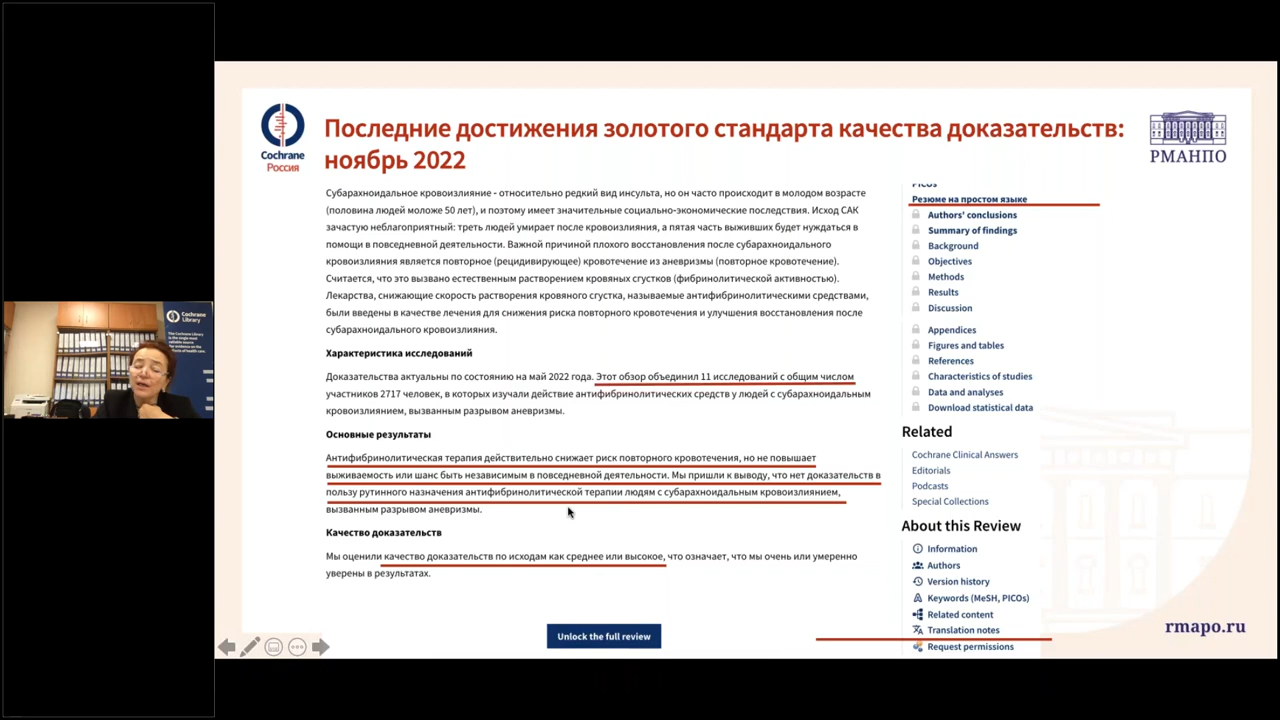 Cochrane
Россия
Последние достижения золотого стандарта качества доказательств:
ноябрь 2022
РМАНПО
Субарахноидальное кровоизлияние - относительно редкий вид инсульта, но он часто происходит в молодом возрасте
(половина людей моложе 50 лет), и поэтому имеет значительные социально-экономические последствия. Исход САК
зачастую неблагоприятный: треть людей умирает после кровоизлияния, а пятая часть выживших будет нуждаться в
помощи в повседневной деятельности. Важной причиной плохого восстановления после субарахноидального
кровоизлияния является повторное (рецидивирующее) кровотечение из аневризмы (повторное кровотечение).
Считается, что это вызвано естественным растворением кровяных сгустков (фибринолитической активностью).
Лекарства, снижающие скорость растворения кровяного сгустка, называемые антифибринолитическими средствами,
были введены в качестве лечения для снижения риска повторного кровотечения и улучшения восстановления после
субарахноидального кровоизлияния.
Характеристика исследований
Доказательства актуальны по состоянию на май 2022 года. Этот обзор объединил 11 исследований с общим числом
участников 2717 человек, в которых изучали действие антифибринолитических средств у людей с субарахноидальным
кровоизлиянием, вызванным разрывом аневризмы.
Основные результаты
Антифибринолитическая терапия действительно снижает риск повторного кровотечения, но не повышает
выживаемость или шанс быть независимым в повседневной деятельности. Мы пришли к выводу, что нет доказательств в
пользу рутинного назначения антифибринолитической терапии людям с субарахноидальным кровоизлиянием,
вызванным разрывом аневризмы.
Качество доказательств
Мы оценили качество доказательств по исходам как среднее или высокое, что означает, что мы очень или умеренно
уверены в результатах.
Unlock the full review
PICOs
Резюме на простом языке
Authors' conclusions
Summary of findings
Background
Objectives
Methods
Results
Discussion
Appendices
Figures and tables
References
Characteristics of studies
Data and analyses
Download statistical data
Related
Cochrane Clinical Answers
Editorials
Podcasts
Special Collections
About this Review
Information
Authors
Version history
Keywords (MeSH, PICOs)
Related content
Translation notes
Request permissions
rmapo.ru
Cochrane
Library